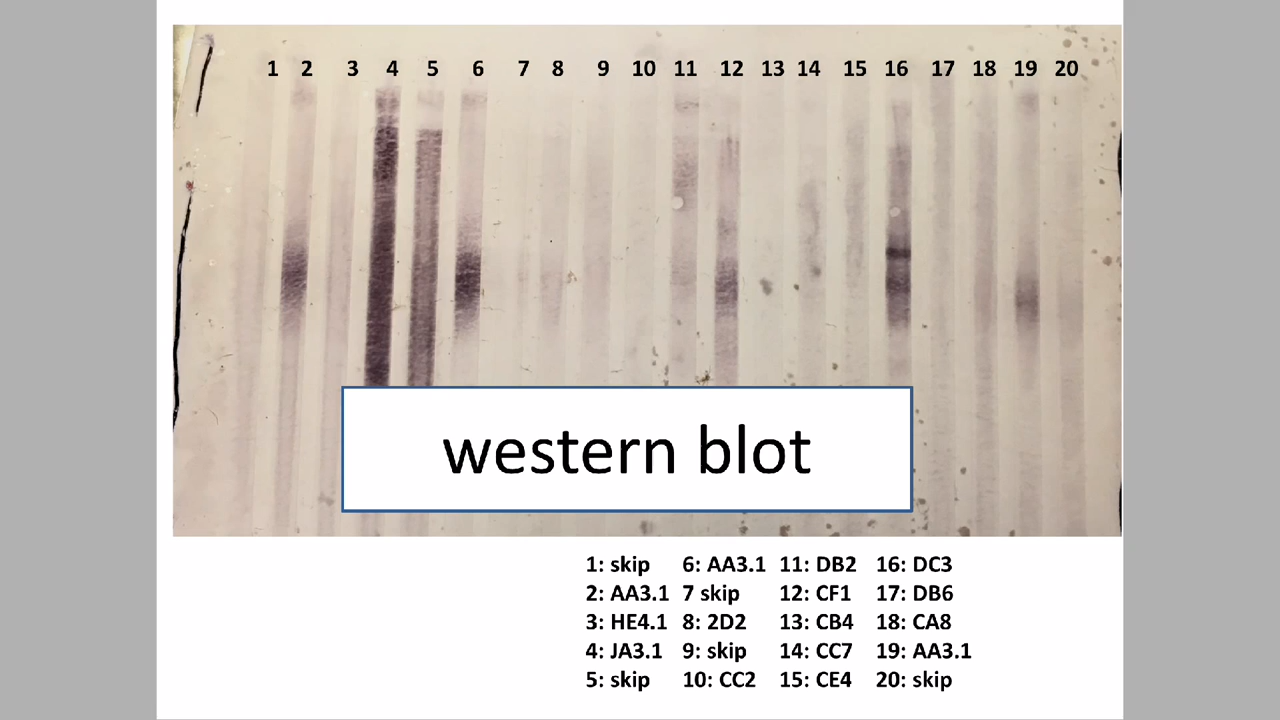 1 2 3 4 5 6 7 8 9 10 11 12 13 14 15 16 17 18 19 20
western blot
1: skip 6: AA3.1 11: DB2 16: DC3
2: AA3.1 7 skip 12: CF1 17: DB6
3: HE4.1 8: 2D2 13: CB4 18: CA8
4: JA3.1 9: skip 14: CC7 19: AA3.1
5: skip 10: CC2 15: CE4 20: skip